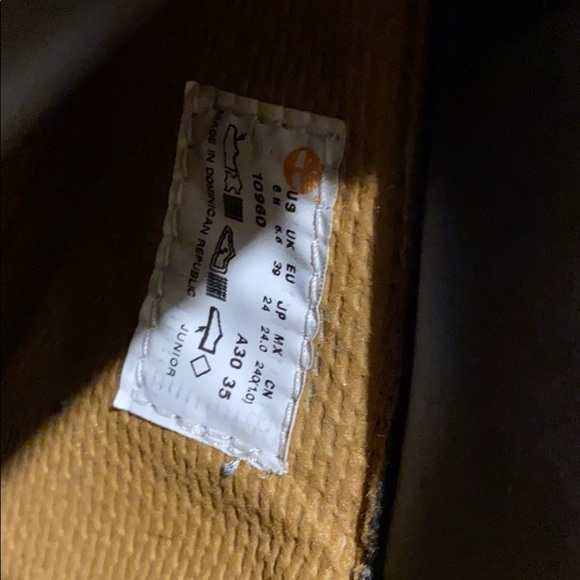 US UK EU JP MX CN
6 M 5.5 39 24 24.0 240(1.0)
10960 A30 35
MADE IN DOMINICAN REPUBLIC
JUNIOR